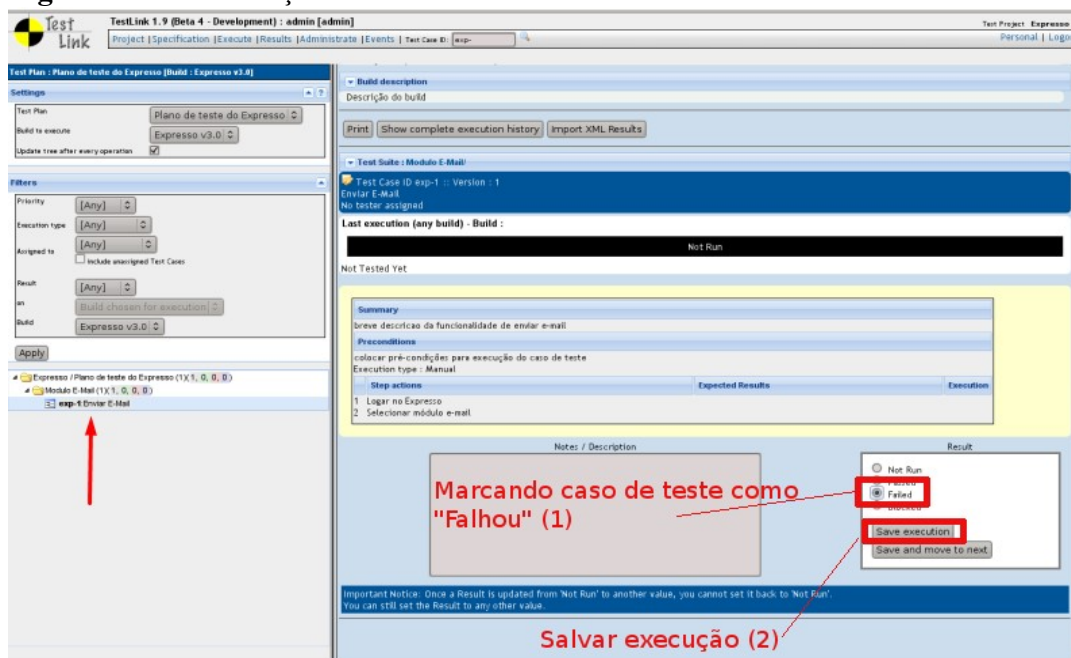 Test Link
TestLink 1.9 (Beta 4 - Development) : admin [admin]
Test Project Expresso
Project | Specification | Execute | Results | Administrate | Events | Test Case ID: exp-
Personal | Logo
Test Plan : Plano de teste do Expresso [Build : Expresso v3.0]
Settings
Test Plan Plano de teste do Expresso
Build to execute Expresso v3.0
Update tree after every operation
Filters
Priority [Any]
Execution type [Any]
Assigned to [Any]
Include unassigned Test Cases
Result [Any]
on Build chosen for execution
Build Expresso v3.0
Apply
Expresso / Plano de teste do Expresso (1)( 1, 0, 0, 0 )
Modulo E-Mail (1)( 1, 0, 0, 0 )
exp-1:Enviar E-Mail
Build description
Descrição do build
Print Show complete execution history Import XML Results
Test Suite : Modulo E-Mail/
Test Case ID exp-1 :: Version : 1
Enviar E-Mail
No tester assigned
Last execution (any build) - Build :
Not Run
Not Tested Yet
Summary
breve descricao da funcionalidade de enviar e-mail
Preconditions
colocar pré-condições para execução do caso de teste
Execution type : Manual
Step actions Expected Results Execution
1 Logar no Expresso
2 Selecionar módulo e-mail
Notes / Description
Result
Not Run
Passed
Failed
Blocked
Save execution
Save and move to next
Marcando caso de teste como
"Falhou" (1)
Important Notice: Once a Result is updated from 'Not Run' to another value, you cannot set it back to 'Not Run'.
You can still set the Result to any other value.
Salvar execução (2)